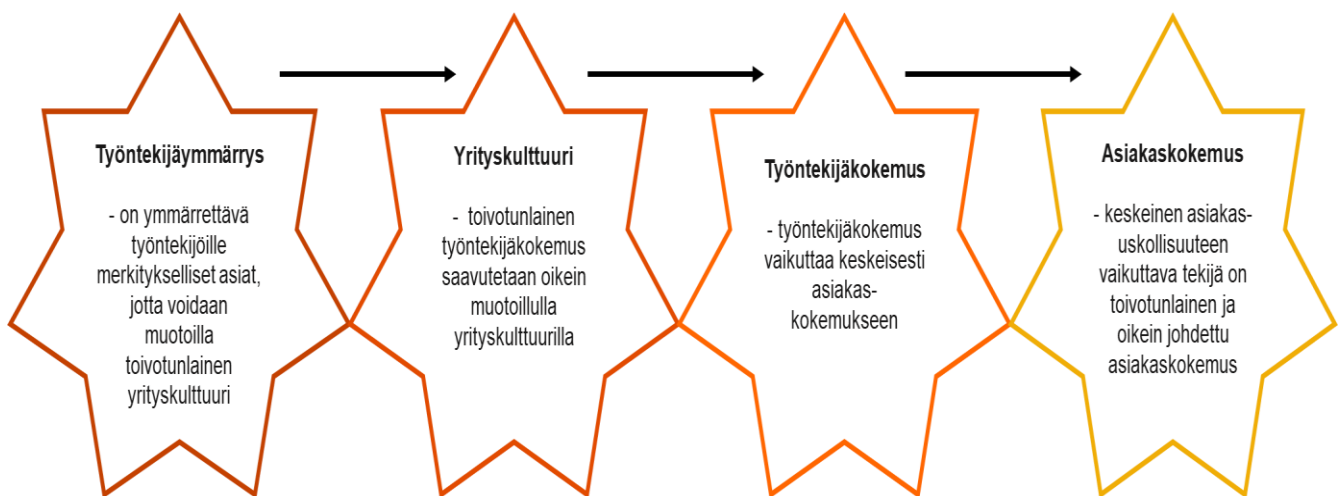 Työntekijäymmärrys
- on ymmärrettävä
työntekijöille
merkitykselliset asiat,
jotta voidaan
muotoilla
toivotunlainen
yrityskulttuuri
Yrityskulttuuri
- toivotunlainen
työntekijäkokemus
saavutetaan oikein
muotoillulla
yrityskulttuurilla
Työntekijäkokemus
- työntekijäkokemus
vaikuttaa keskeisesti
asiakas-
kokemukseen
Asiakaskokemus
- keskeinen asiakas-
uskollisuuteen
vaikuttava tekijä on
toivotunlainen ja
oikein johdettu
asiakaskokemus